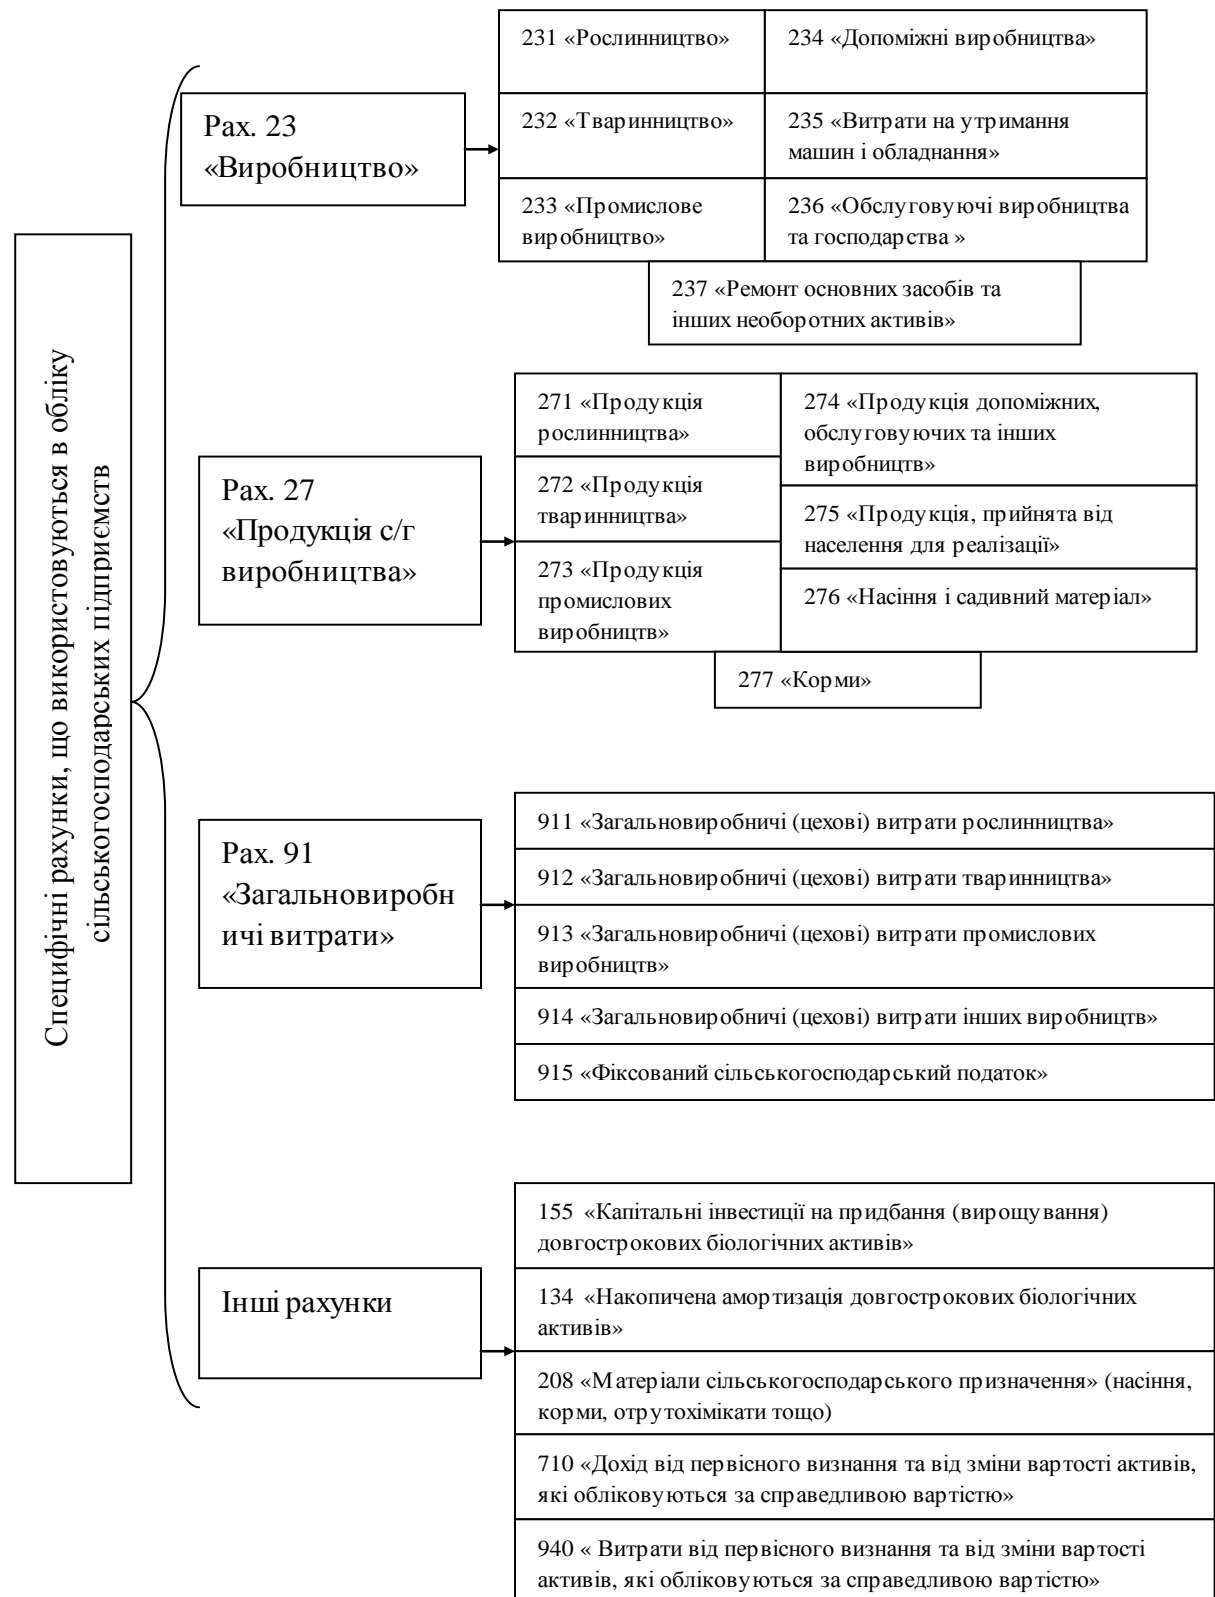 Специфічні рахунки, що використовуються в обліку
сільськогосподарських підприємств
Рах. 23
«Виробництво»
231 «Рослинництво»
234 «Допоміжні виробництва»
232 «Тваринництво»
235 «Витрати на утримання
машин і обладнання»
233 «Промислове
виробництво»
236 «Обслуговуючі виробництва
та господарства »
237 «Ремонт основних засобів та
інших необоротних активів»
Рах. 27
«Продукція с/г
виробництва»
271 «Продукція
рослинництва»
272 «Продукція
тваринництва»
273 «Продукція
промислових
виробництв»
274 «Продукція допоміжних,
обслуговуючих та інших
виробництв»
275 «Продукція, прийнята від
населення для реалізації»
276 «Насіння і садивний матеріал»
277 «Корми»
Рах. 91
«Загальновиробн
ичі витрати»
911 «Загальновиробничі (цехові) витрати рослинництва»
912 «Загальновиробничі (цехові) витрати тваринництва»
913 «Загальновиробничі (цехові) витрати промислових
виробництв»
914 «Загальновиробничі (цехові) витрати інших виробництв»
915 «Фіксований сільськогосподарський податок»
Інші рахунки
155 «Капітальні інвестиції на придбання (вирощування)
довгострокових біологічних активів»
134 «Накопичена амортизація довгострокових біологічних
активів»
208 «Матеріали сільськогосподарського призначення» (насіння,
корми, отрутохімікати тощо)
710 «Дохід від первісного визнання та від зміни вартості активів,
які обліковуються за справедливою вартістю»
940 « Витрати від первісного визнання та від зміни вартості
активів, які обліковуються за справедливою вартістю»